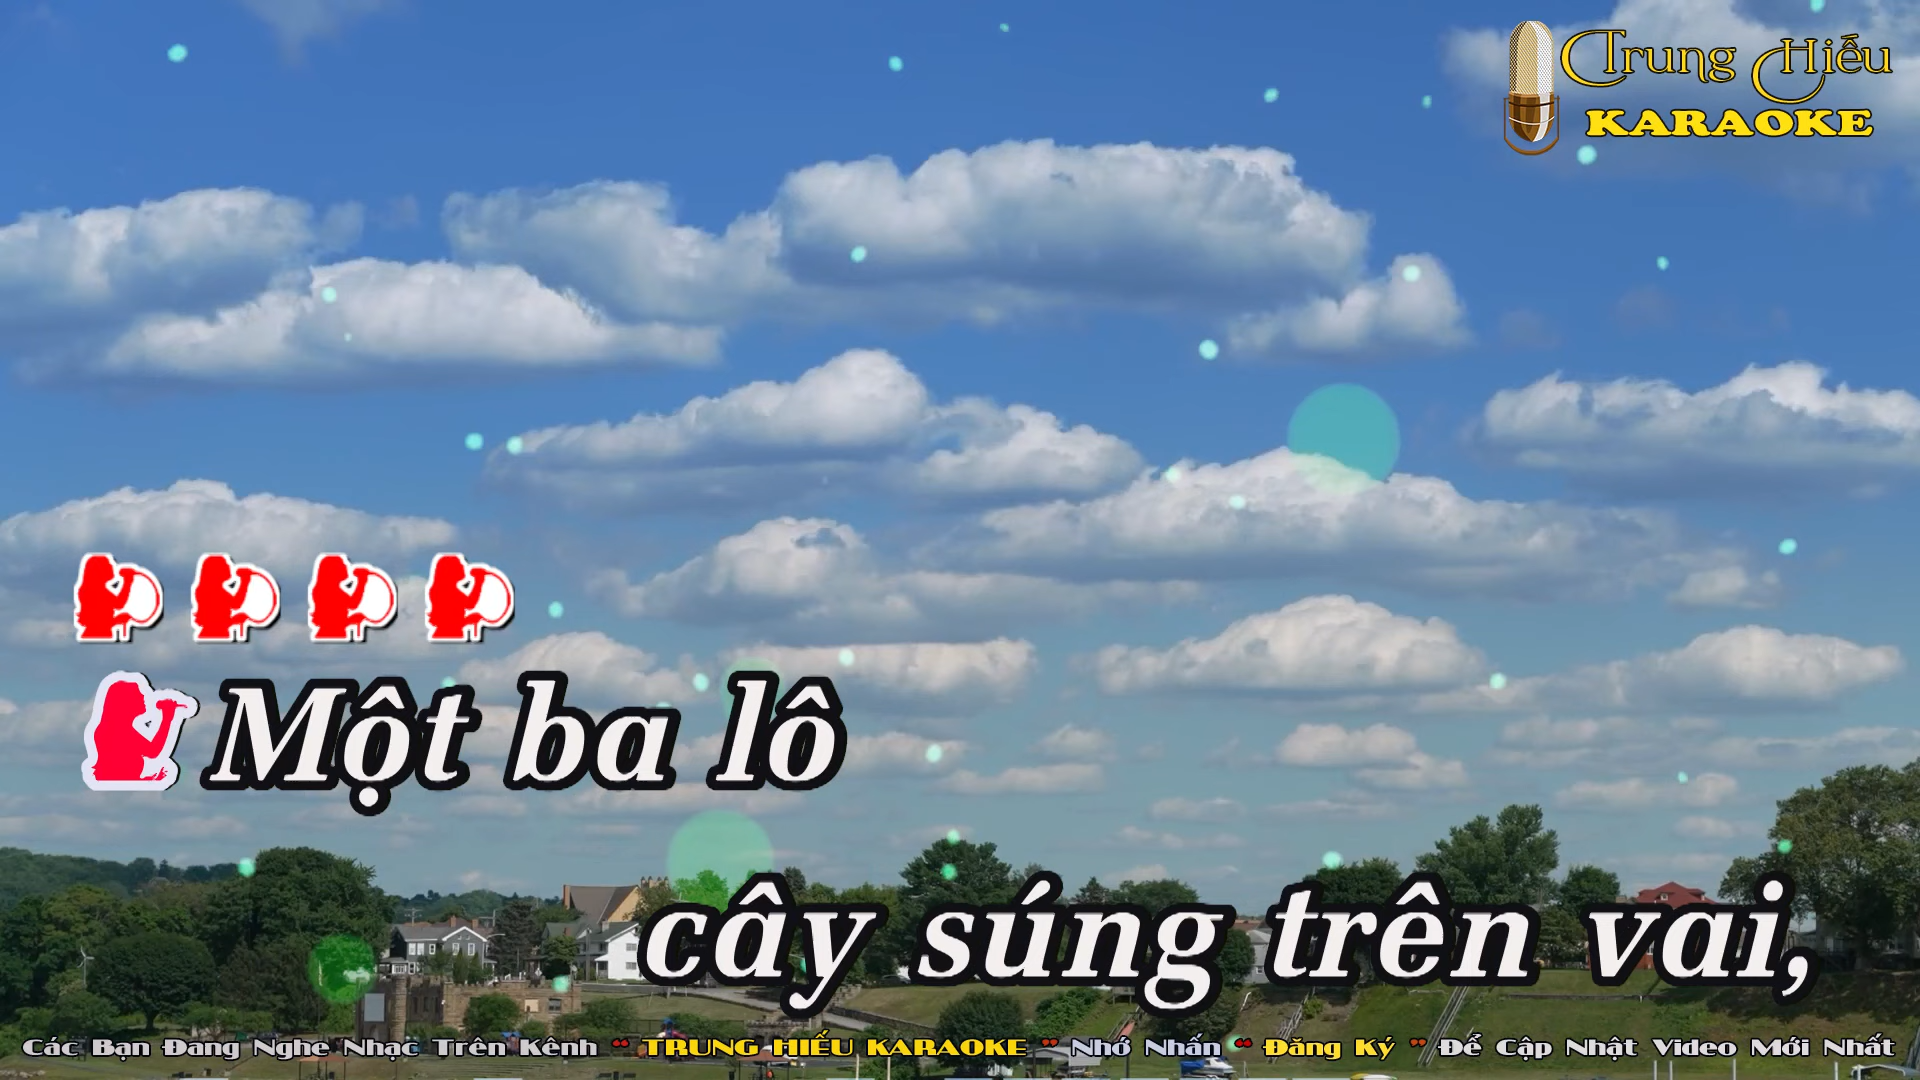 Trung Hiếu
KARAOKE
Một ba lô
cây súng trên vai,
Các Bạn Đang Nghe Nhạc Trên Kênh “ TRUNG HIẾU KARAOKE ” Nhớ Nhấn “ Đăng Ký ” Để Cập Nhật Video Mới Nhất